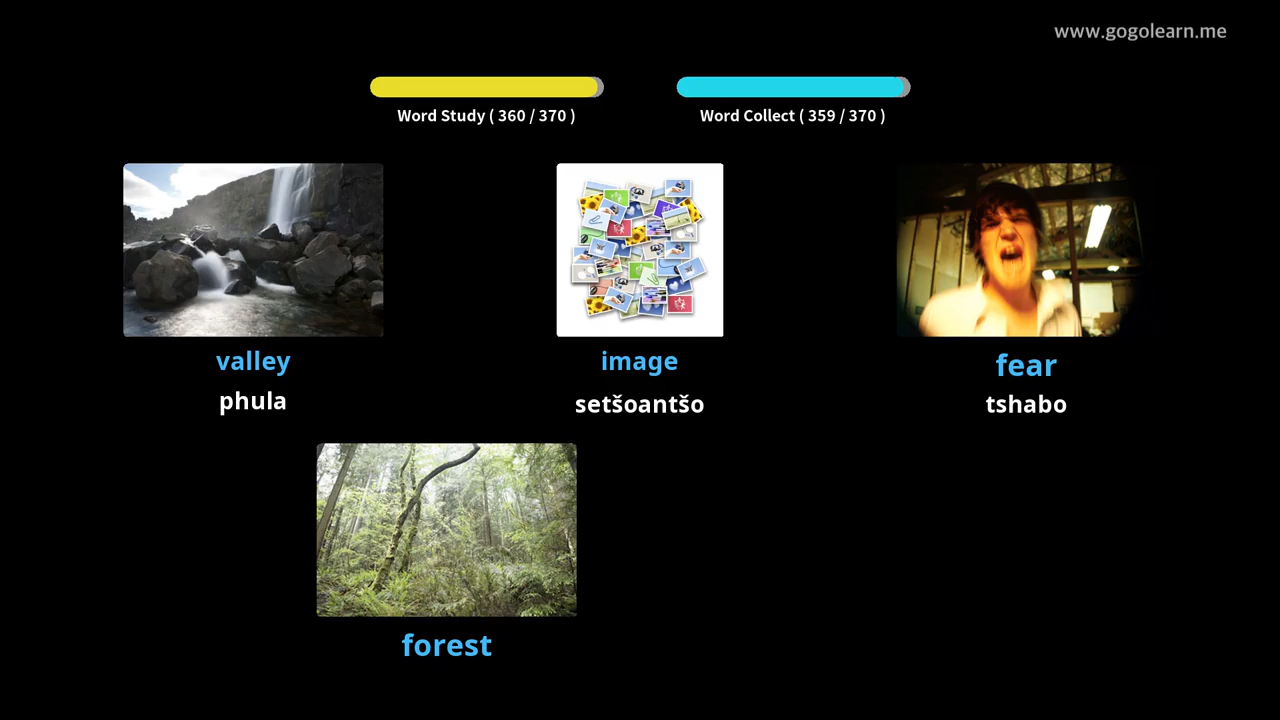 www.gogolearn.me
Word Study ( 360 / 370 )
Word Collect ( 359 / 370 )
valley
image
fear
phula
setšoantšo
tshabo
forest